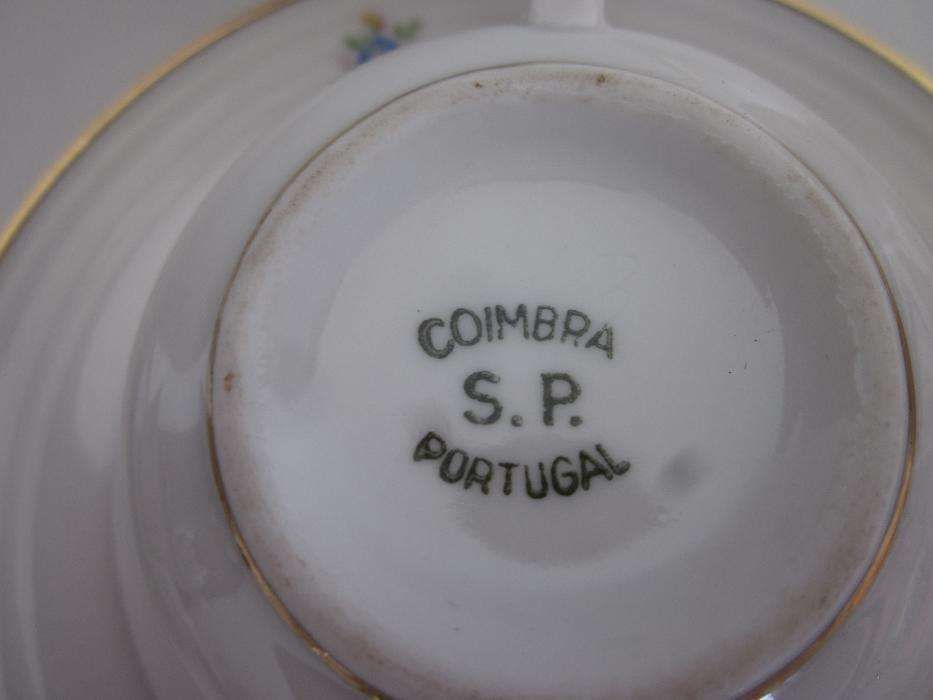 COIMBRA
S. P.
PORTUGAL